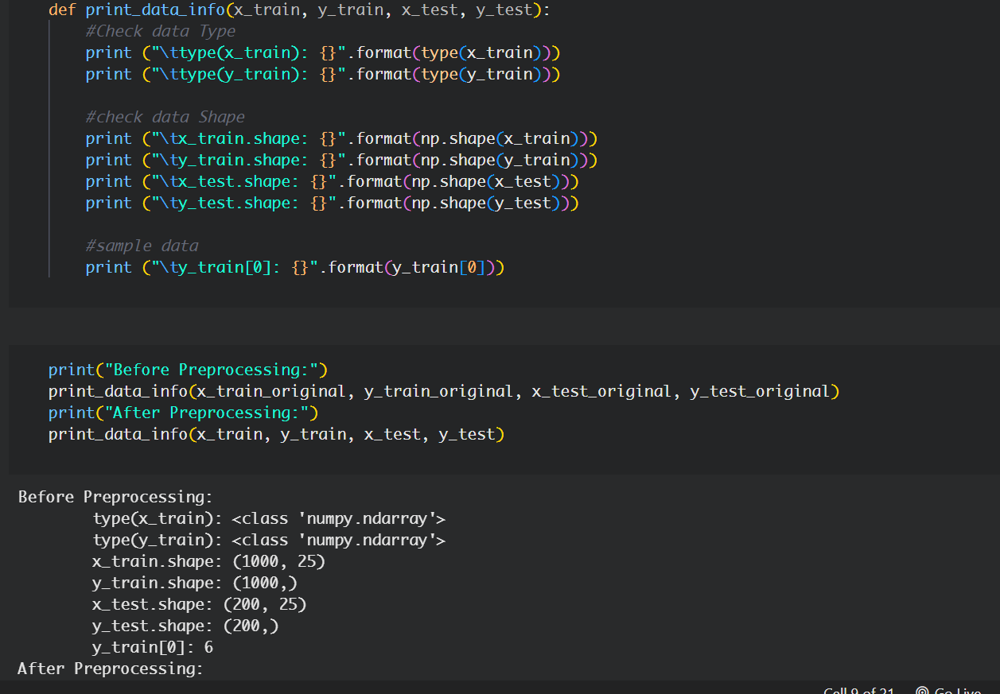 def print_data_info(x_train, y_train, x_test, y_test):
    #Check data Type
    print ("\ttype(x_train): {}".format(type(x_train)))
    print ("\ttype(y_train): {}".format(type(y_train)))

    #check data Shape
    print ("\tx_train.shape: {}".format(np.shape(x_train)))
    print ("\ty_train.shape: {}".format(np.shape(y_train)))
    print ("\tx_test.shape: {}".format(np.shape(x_test)))
    print ("\ty_test.shape: {}".format(np.shape(y_test)))

    #sample data
    print ("\ty_train[0]: {}".format(y_train[0]))

print("Before Preprocessing:")
print_data_info(x_train_original, y_train_original, x_test_original, y_test_original)
print("After Preprocessing:")
print_data_info(x_train, y_train, x_test, y_test)

Before Preprocessing:
        type(x_train): <class 'numpy.ndarray'>
        type(y_train): <class 'numpy.ndarray'>
        x_train.shape: (1000, 25)
        y_train.shape: (1000,)
        x_test.shape: (200, 25)
        y_test.shape: (200,)
        y_train[0]: 6
After Preprocessing:
Cell 9 of 21 Go Live